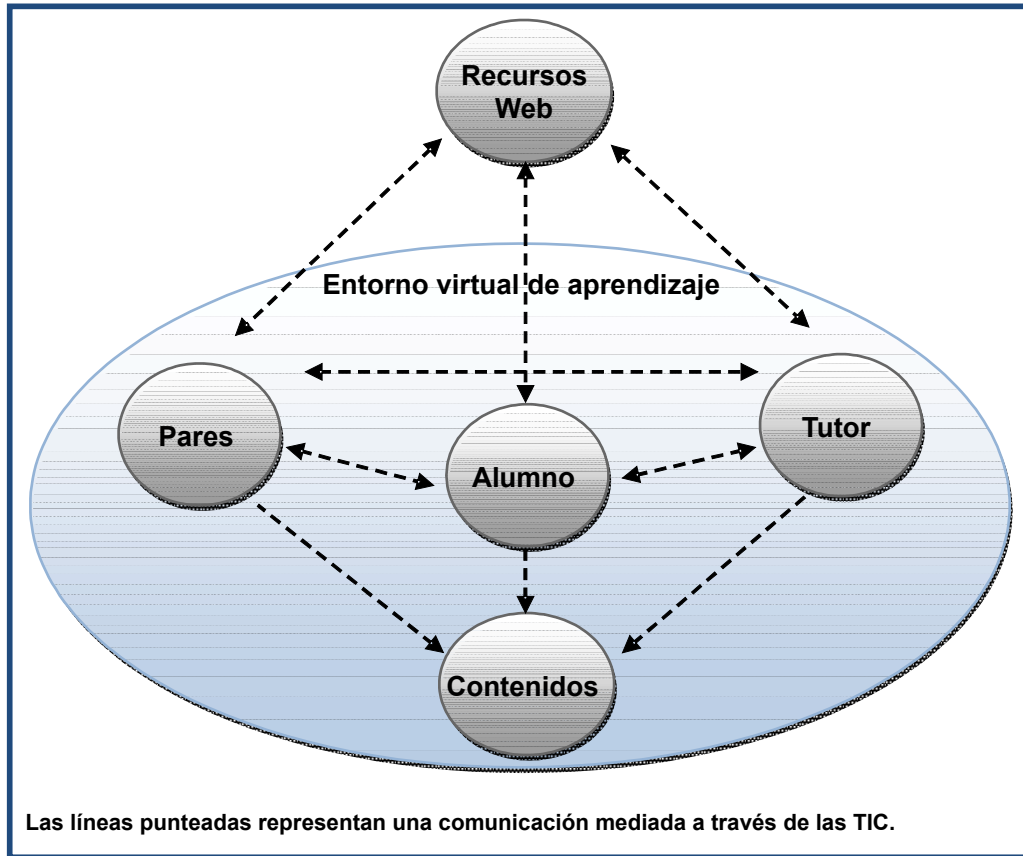 Recursos
Web
Entorno virtual de aprendizaje
Pares
Alumno
Tutor
Contenidos
Las líneas punteadas representan una comunicación mediada a través de las TIC.